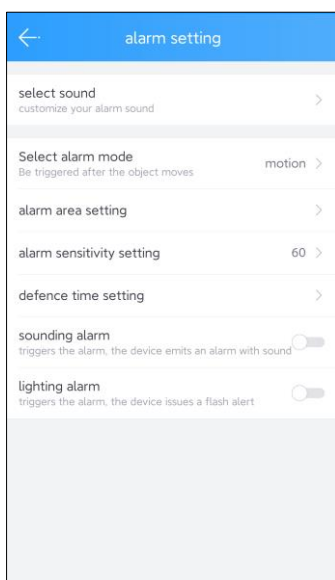 alarm setting
select sound
customize your alarm sound
Select alarm mode
motion
Be triggered after the object moves
alarm area setting
alarm sensitivity setting
60
defence time setting
sounding alarm
triggers the alarm, the device emits an alarm with sound
lighting alarm
triggers the alarm, the device issues a flash alert